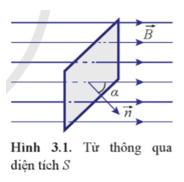 B
α
n
Hình 3.1. Từ thông qua
diện tích S